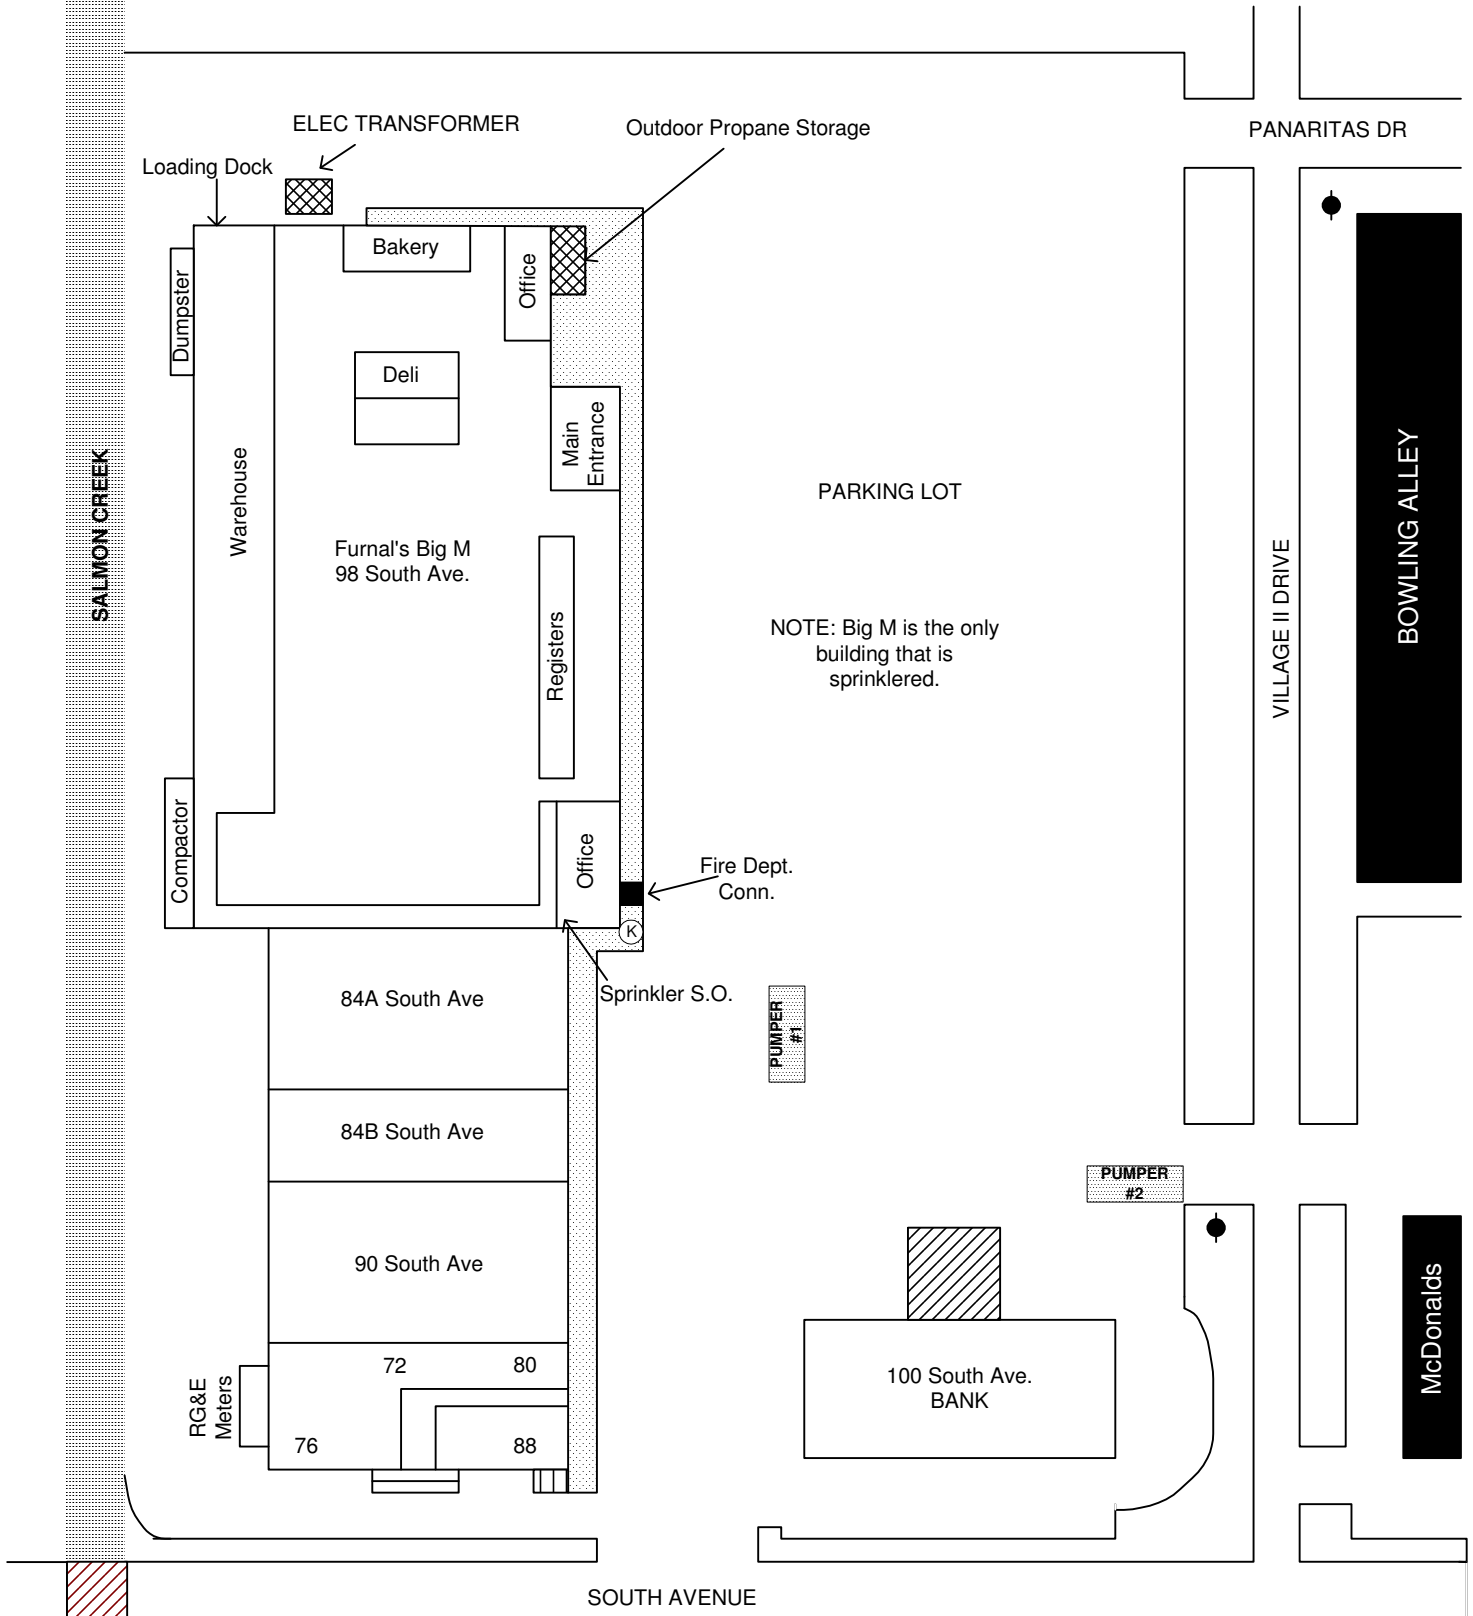 ELEC TRANSFORMER
Outdoor Propane Storage
PANARITAS DR
Loading Dock
Bakery
Office
Dumpster
Deli
Main
Entrance
Warehouse
SALMON CREEK
PARKING LOT
BOWLING ALLEY
Furnal's Big M
98 South Ave.
VILLAGE II DRIVE
NOTE: Big M is the only
building that is
sprinklered.
Registers
Compactor
Office
Fire Dept.
Conn.
K
84A South Ave
Sprinkler S.O.
PUMPER
#1
84B South Ave
PUMPER
#2
90 South Ave
McDonalds
72
80
RG&E
Meters
100 South Ave.
BANK
76
88
SOUTH AVENUE